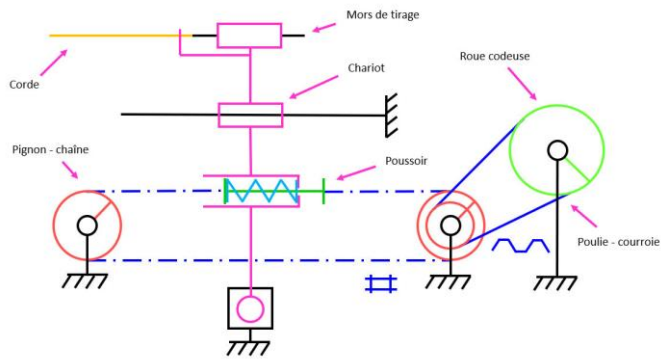 Mors de tirage
Corde
Chariot
Roue codeuse
Pignon - chaîne
Poussoir
Poulie - courroie